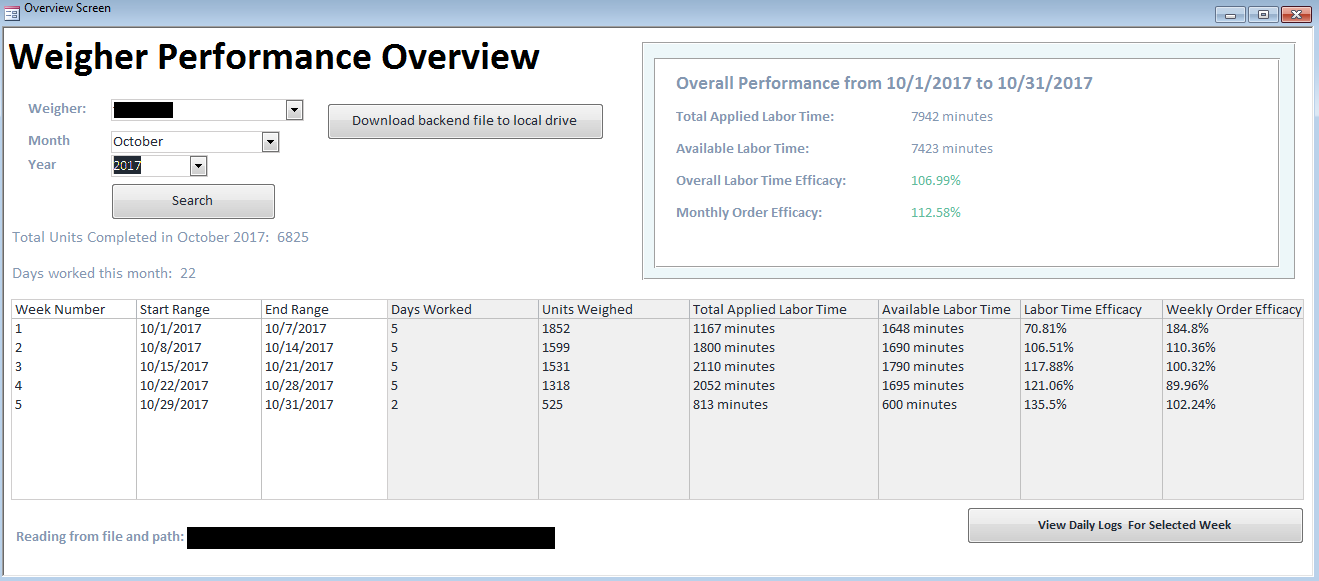 Overview Screen
Weigher Performance Overview
Weigher:
Month October
Year 2017
Download backend file to local drive
Search
Total Units Completed in October 2017: 6825
Days worked this month: 22
Overall Performance from 10/1/2017 to 10/31/2017
Total Applied Labor Time: 7942 minutes
Available Labor Time: 7423 minutes
Overall Labor Time Efficacy: 106.99%
Monthly Order Efficacy: 112.58%
Week Number Start Range End Range Days Worked Units Weighed Total Applied Labor Time Available Labor Time Labor Time Efficacy Weekly Order Efficacy
1 10/1/2017 10/7/2017 5 1852 1167 minutes 1648 minutes 70.81% 184.8%
2 10/8/2017 10/14/2017 5 1599 1800 minutes 1690 minutes 106.51% 110.36%
3 10/15/2017 10/21/2017 5 1531 2110 minutes 1790 minutes 117.88% 100.32%
4 10/22/2017 10/28/2017 5 1318 2052 minutes 1695 minutes 121.06% 89.96%
5 10/29/2017 10/31/2017 2 525 813 minutes 600 minutes 135.5% 102.24%
Reading from file and path:
View Daily Logs For Selected Week